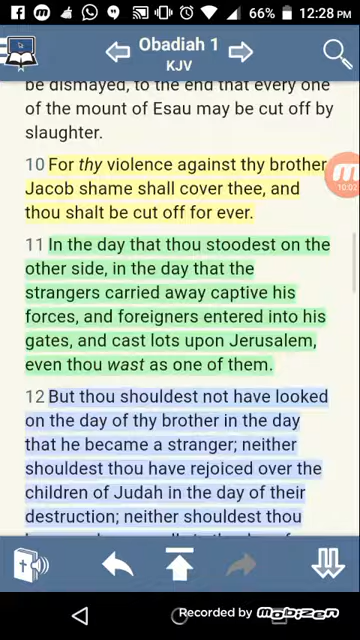 66% 12:28 PM
Obadiah 1
KJV
be dismayed, to the end that every one
of the mount of Esau may be cut off by
slaughter.
10 For thy violence against thy brother
Jacob shame shall cover thee, and
thou shalt be cut off for ever.
10:02
11 In the day that thou stoodest on the
other side, in the day that the
strangers carried away captive his
forces, and foreigners entered into his
gates, and cast lots upon Jerusalem,
even thou wast as one of them.
12 But thou shouldest not have looked
on the day of thy brother in the day
that he became a stranger; neither
shouldest thou have rejoiced over the
children of Judah in the day of their
destruction; neither shouldest thou
Recorded by mobizen